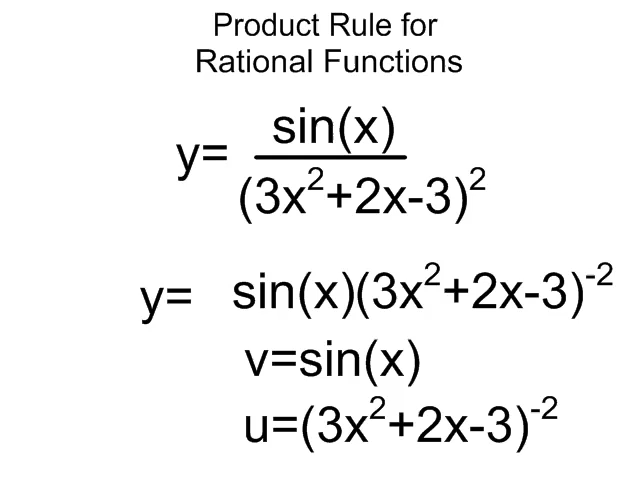 Product Rule for
Rational Functions
y= sin(x)
(3x²+2x-3)²
y= sin(x)(3x²+2x-3)⁻²
v=sin(x)
u=(3x²+2x-3)⁻²